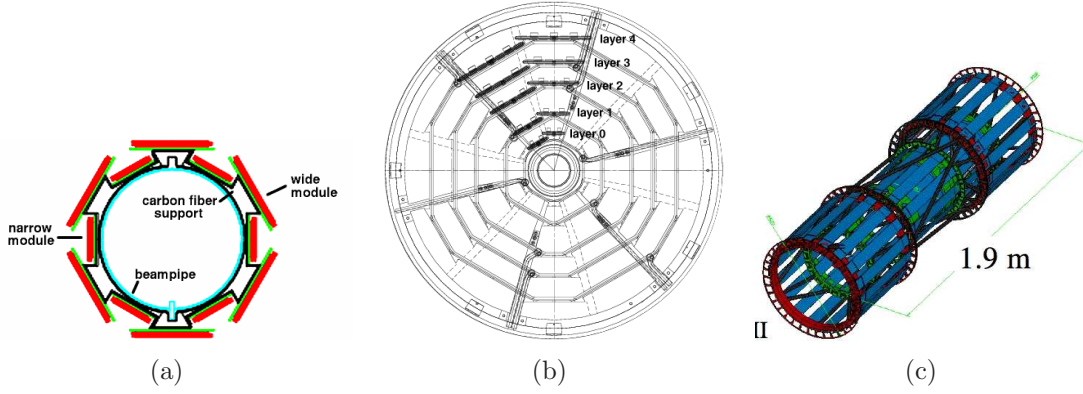 wide
module
carbon fiber
support
narrow
module
beampipe
(a)
layer 4
layer 3
layer 2
layer 1
layer 0
(b)
1.9 m
II
(c)